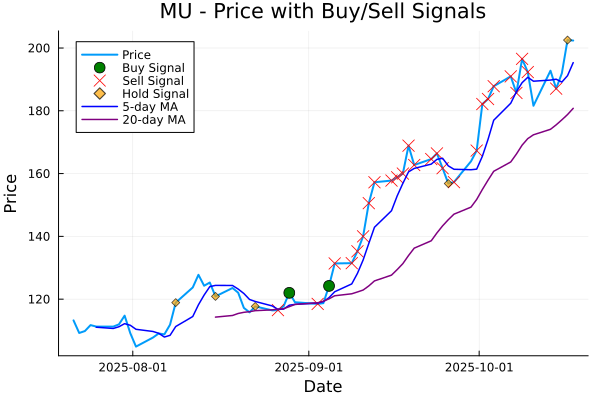 MU - Price with Buy/Sell Signals
200
180
160
140
120
Price
Price
Buy Signal
Sell Signal
Hold Signal
5-day MA
20-day MA
2025-08-01
2025-09-01
2025-10-01
Date